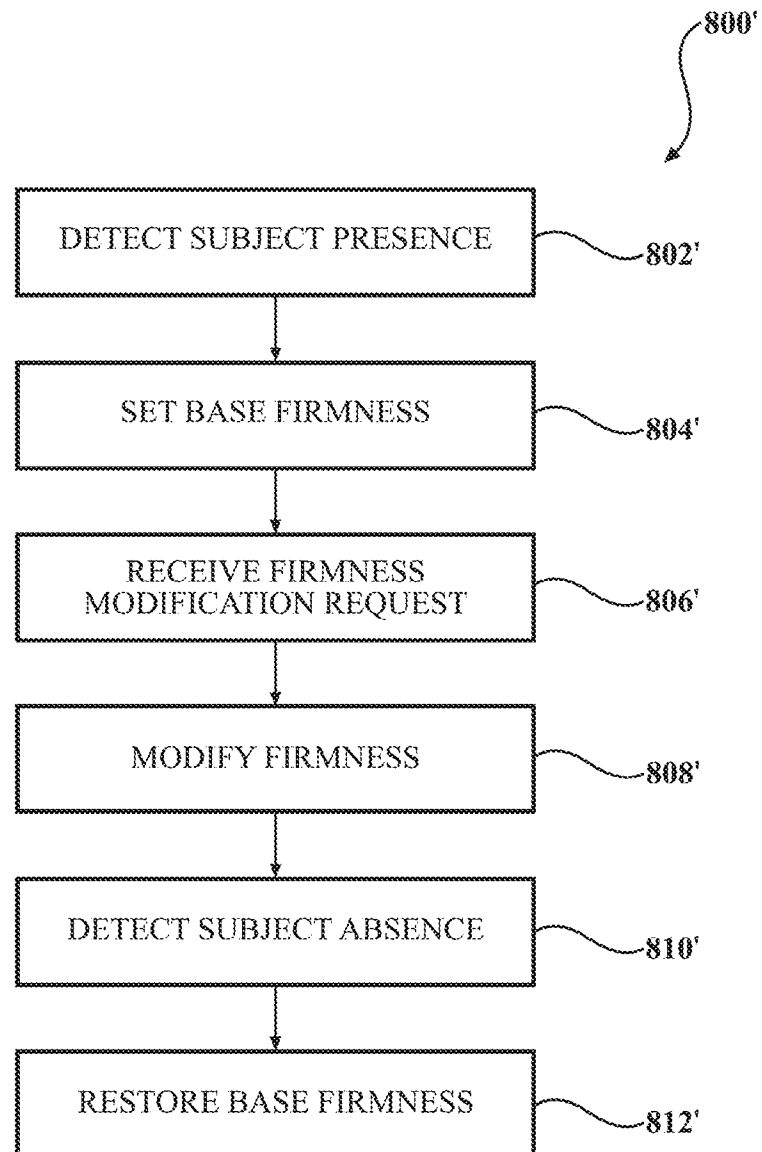 800'
DETECT SUBJECT PRESENCE
802'
SET BASE FIRMNESS
804'
RECEIVE FIRMNESS
MODIFICATION REQUEST
806'
MODIFY FIRMNESS
808'
DETECT SUBJECT ABSENCE
810'
RESTORE BASE FIRMNESS
812'